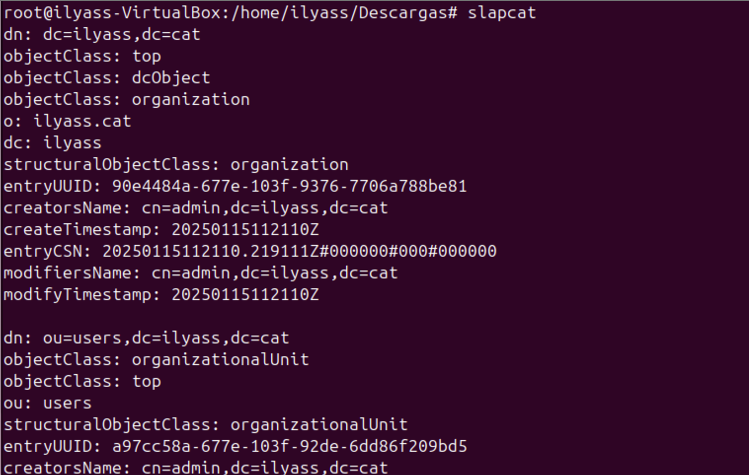 root@ilyass-VirtualBox:/home/ilyass/Descargas# slapcat
dn: dc=ilyass,dc=cat
objectClass: top
objectClass: dcObject
objectClass: organization
o: ilyass.cat
dc: ilyass
structuralObjectClass: organization
entryUUID: 90e4484a-677e-103f-9376-7706a788be81
creatorsName: cn=admin,dc=ilyass,dc=cat
createTimestamp: 20250115112110Z
entryCSN: 20250115112110.219111Z#000000#000#000000
modifiersName: cn=admin,dc=ilyass,dc=cat
modifyTimestamp: 20250115112110Z
dn: ou=users,dc=ilyass,dc=cat
objectClass: organizationalUnit
objectClass: top
ou: users
structuralObjectClass: organizationalUnit
entryUUID: a97cc58a-677e-103f-92de-6dd86f209bd5
creatorsName: cn=admin,dc=ilyass,dc=cat